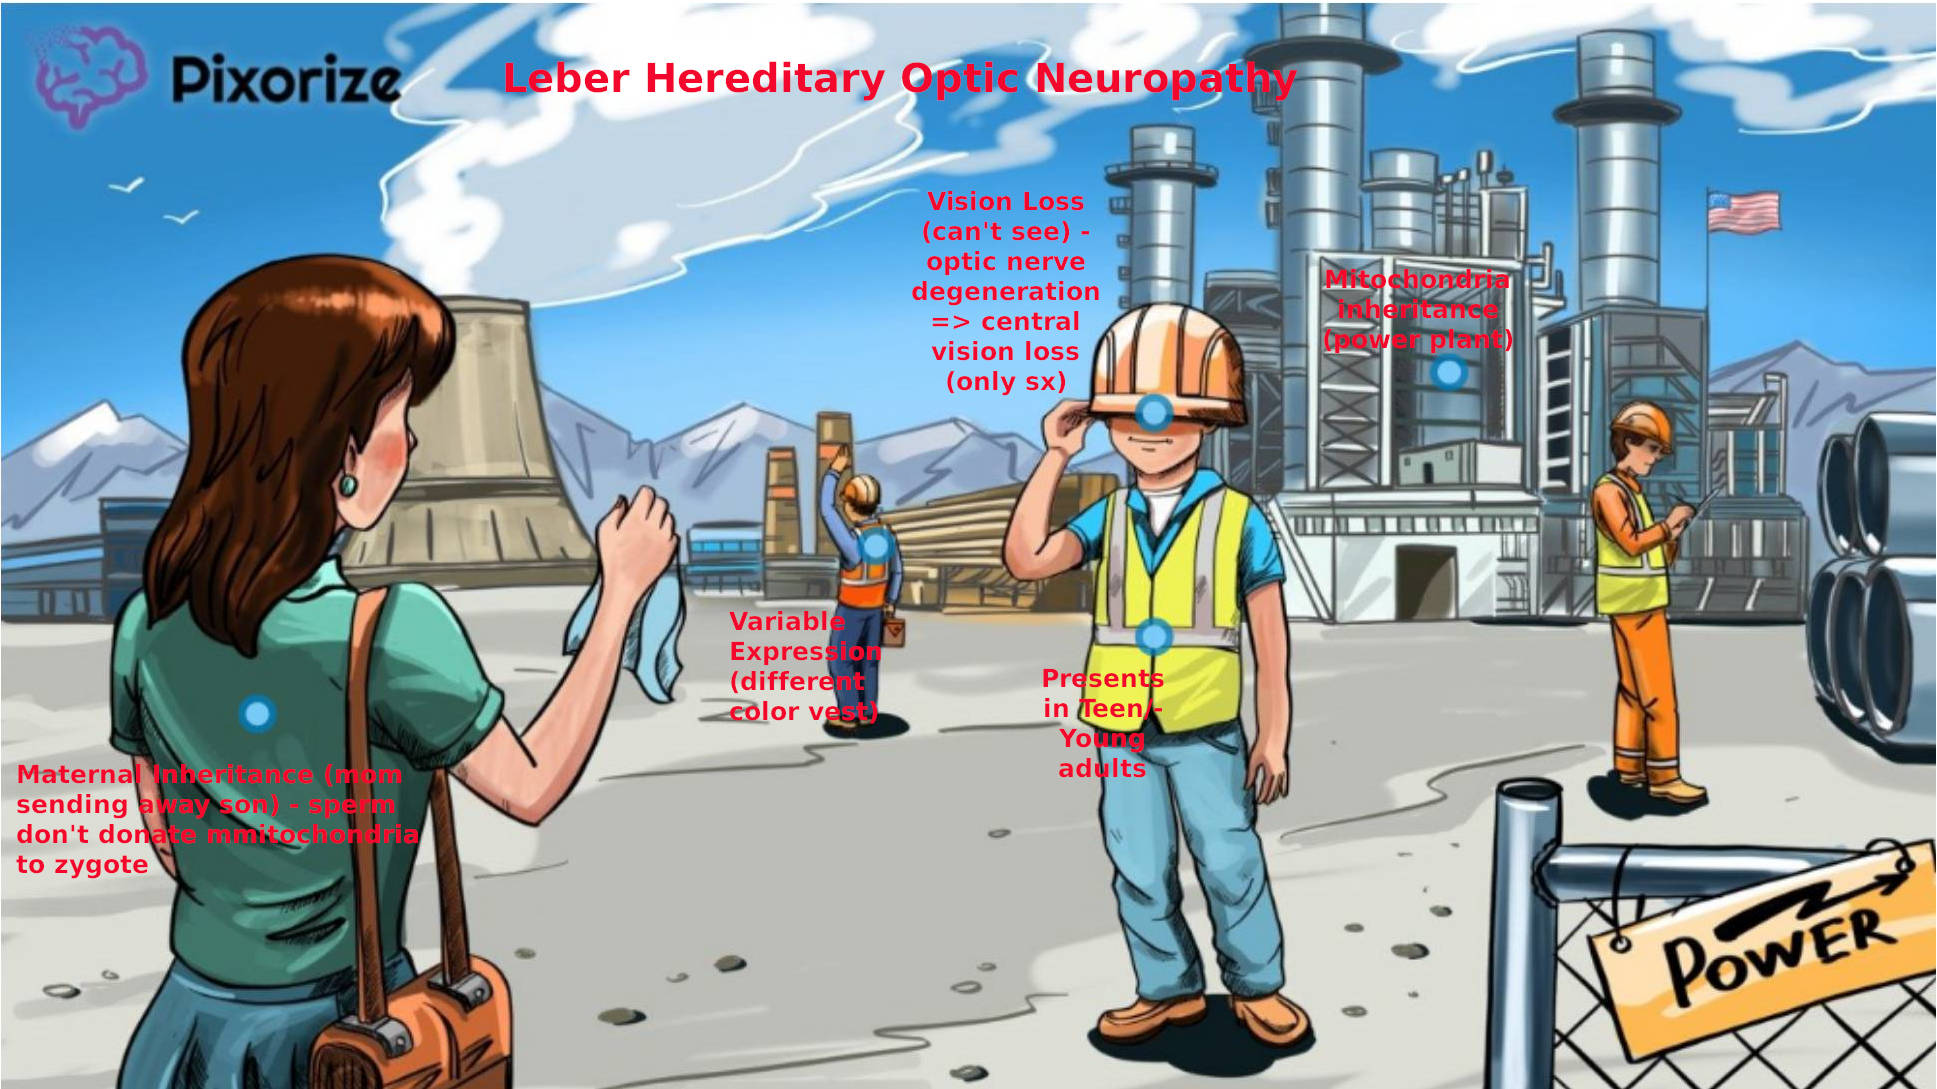 Pixorize
Leber Hereditary Optic Neuropathy
Vision Loss
(can't see) -
optic nerve
degeneration
=> central
vision loss
(only sx)
Mitochondria
inheritance
(power plant)
Variable
Expression
(different
color vest)
Presents
in Teen/-
Young
adults
Maternal Inheritance (mom
sending away son) - sperm
don't donate mmitochondria
to zygote
POWER